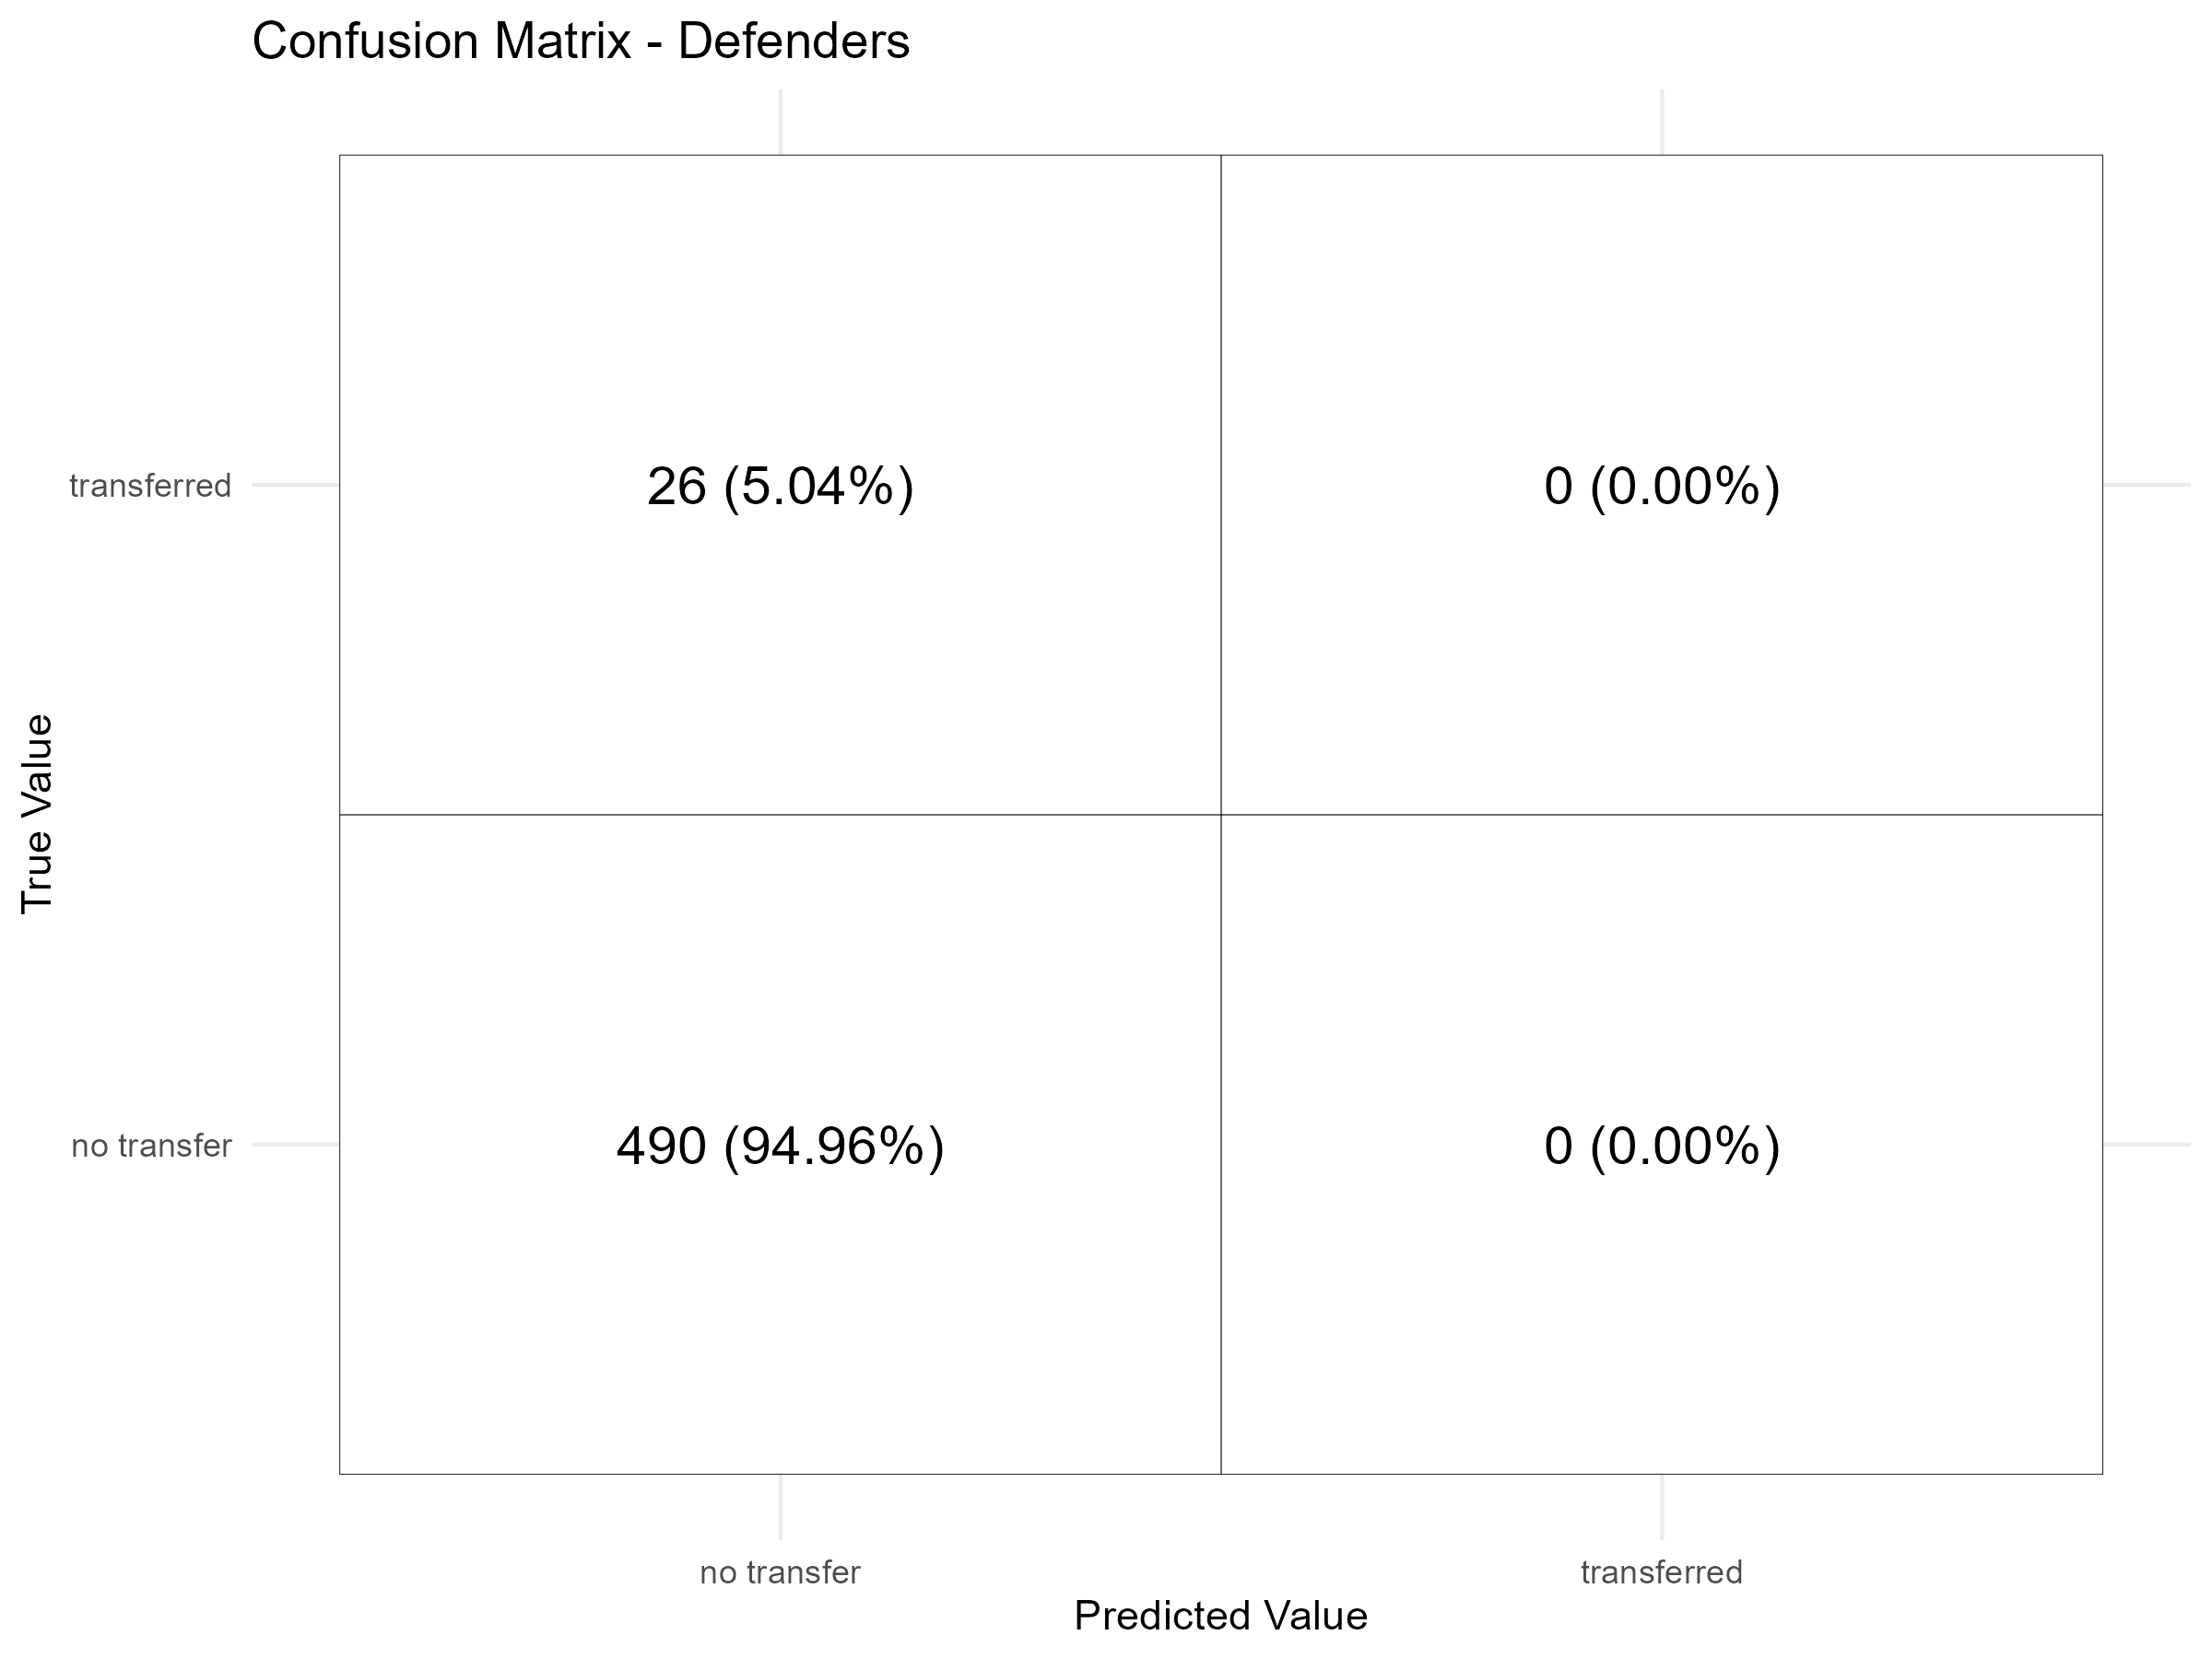 Confusion Matrix - Defenders
True Value
transferred
26 (5.04%)
0 (0.00%)
no transfer
490 (94.96%)
0 (0.00%)
no transfer
transferred
Predicted Value